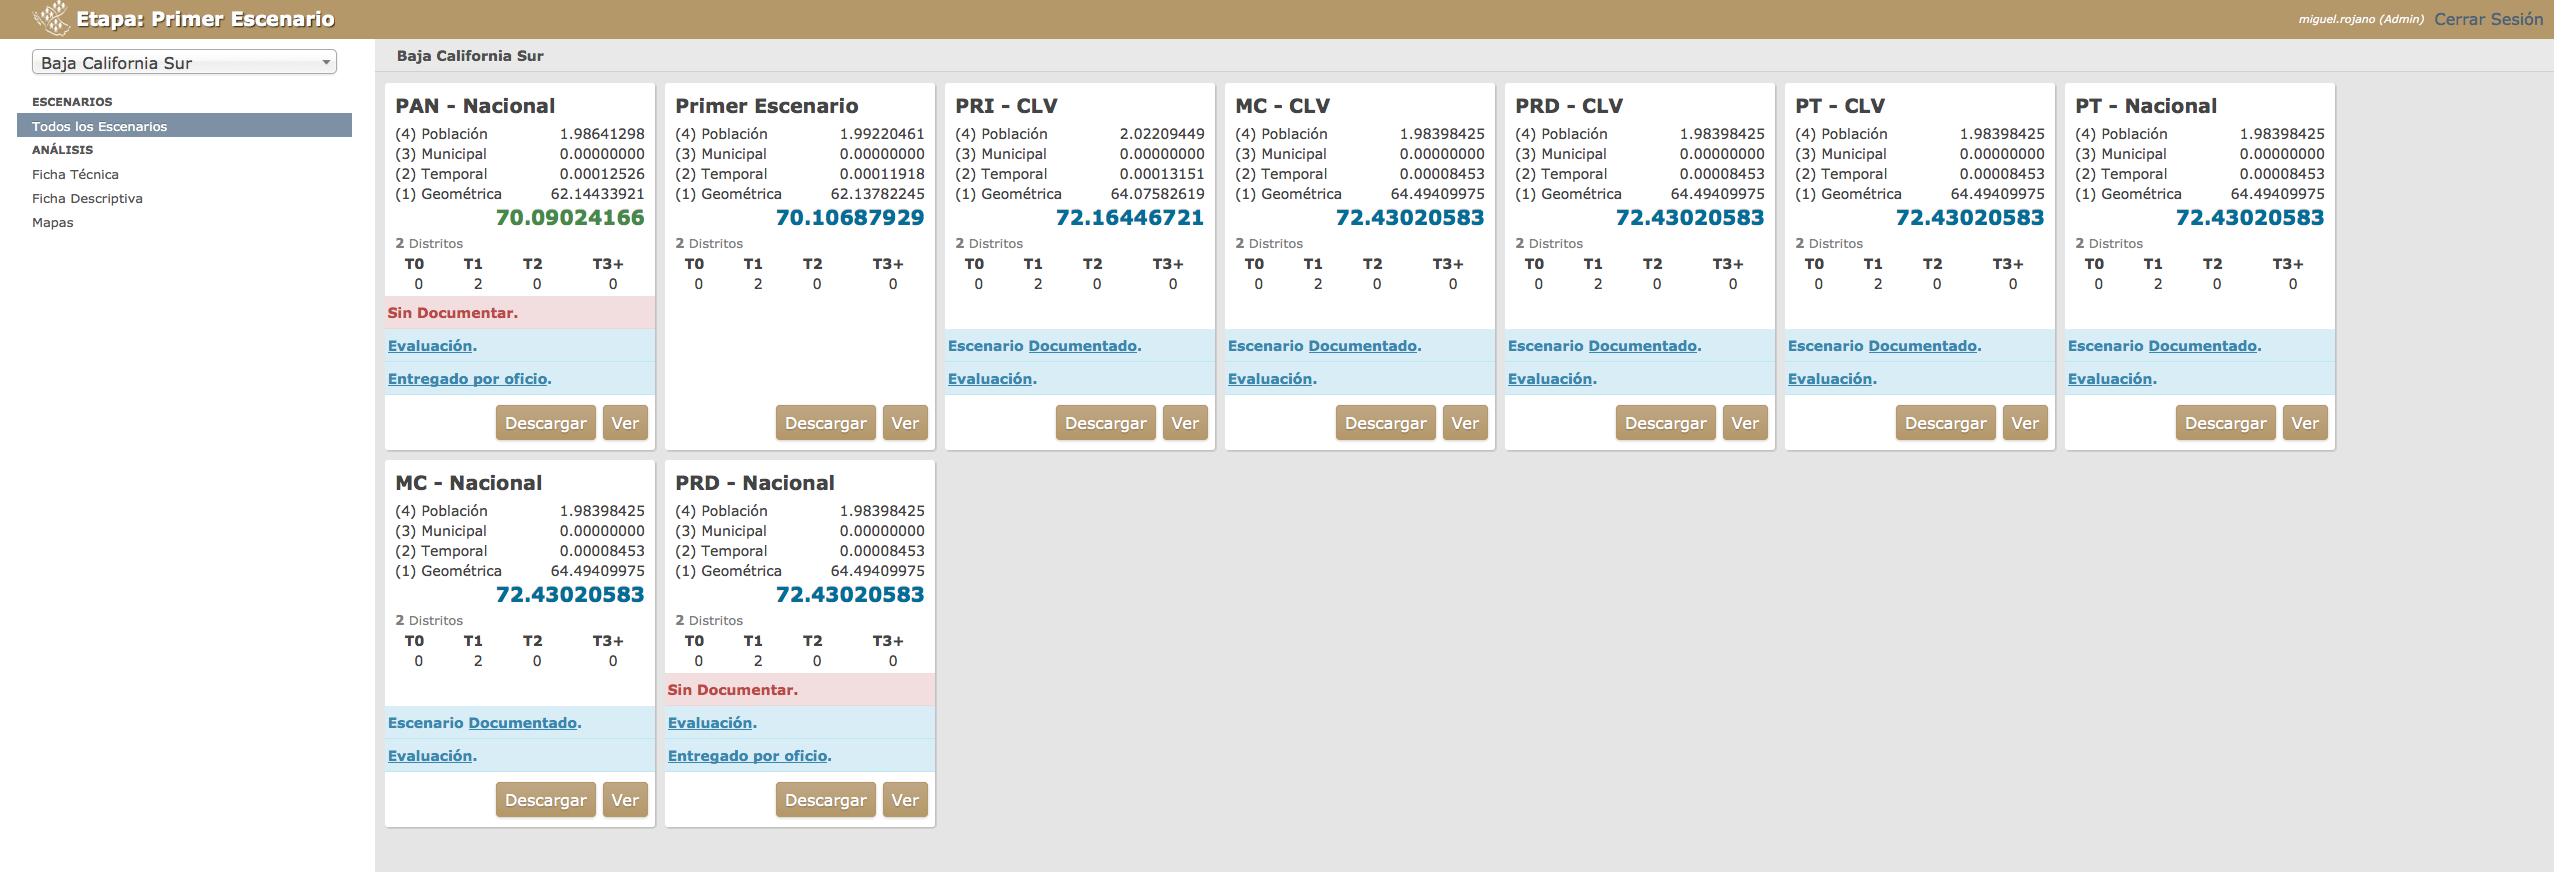 Etapa: Primer Escenario
miguel.rojano (Admin) Cerrar Sesión
Baja California Sur
ESCENARIOS
Todos los Escenarios
ANÁLISIS
Ficha Técnica
Ficha Descriptiva
Mapas
Baja California Sur
PAN - Nacional
(4) Población 1.98641298
(3) Municipal 0.00000000
(2) Temporal 0.00012526
(1) Geométrica 62.14433921
70.09024166
2 Distritos
T0 T1 T2 T3+
0 2 0 0
Sin Documentar.
Evaluación.
Entregado por oficio.
Descargar Ver
Primer Escenario
(4) Población 1.99220461
(3) Municipal 0.00000000
(2) Temporal 0.00011918
(1) Geométrica 62.13782245
70.10687929
2 Distritos
T0 T1 T2 T3+
0 2 0 0
Descargar Ver
PRI - CLV
(4) Población 2.02209449
(3) Municipal 0.00000000
(2) Temporal 0.00013151
(1) Geométrica 64.07582619
72.16446721
2 Distritos
T0 T1 T2 T3+
0 2 0 0
Escenario Documentado.
Evaluación.
Descargar Ver
MC - CLV
(4) Población 1.98398425
(3) Municipal 0.00000000
(2) Temporal 0.00008453
(1) Geométrica 64.49409975
72.43020583
2 Distritos
T0 T1 T2 T3+
0 2 0 0
Escenario Documentado.
Evaluación.
Descargar Ver
PRD - CLV
(4) Población 1.98398425
(3) Municipal 0.00000000
(2) Temporal 0.00008453
(1) Geométrica 64.49409975
72.43020583
2 Distritos
T0 T1 T2 T3+
0 2 0 0
Escenario Documentado.
Evaluación.
Descargar Ver
PT - CLV
(4) Población 1.98398425
(3) Municipal 0.00000000
(2) Temporal 0.00008453
(1) Geométrica 64.49409975
72.43020583
2 Distritos
T0 T1 T2 T3+
0 2 0 0
Escenario Documentado.
Evaluación.
Descargar Ver
PT - Nacional
(4) Población 1.98398425
(3) Municipal 0.00000000
(2) Temporal 0.00008453
(1) Geométrica 64.49409975
72.43020583
2 Distritos
T0 T1 T2 T3+
0 2 0 0
Escenario Documentado.
Evaluación.
Descargar Ver
MC - Nacional
(4) Población 1.98398425
(3) Municipal 0.00000000
(2) Temporal 0.00008453
(1) Geométrica 64.49409975
72.43020583
2 Distritos
T0 T1 T2 T3+
0 2 0 0
Escenario Documentado.
Evaluación.
Descargar Ver
PRD - Nacional
(4) Población 1.98398425
(3) Municipal 0.00000000
(2) Temporal 0.00008453
(1) Geométrica 64.49409975
72.43020583
2 Distritos
T0 T1 T2 T3+
0 2 0 0
Sin Documentar.
Evaluación.
Entregado por oficio.
Descargar Ver